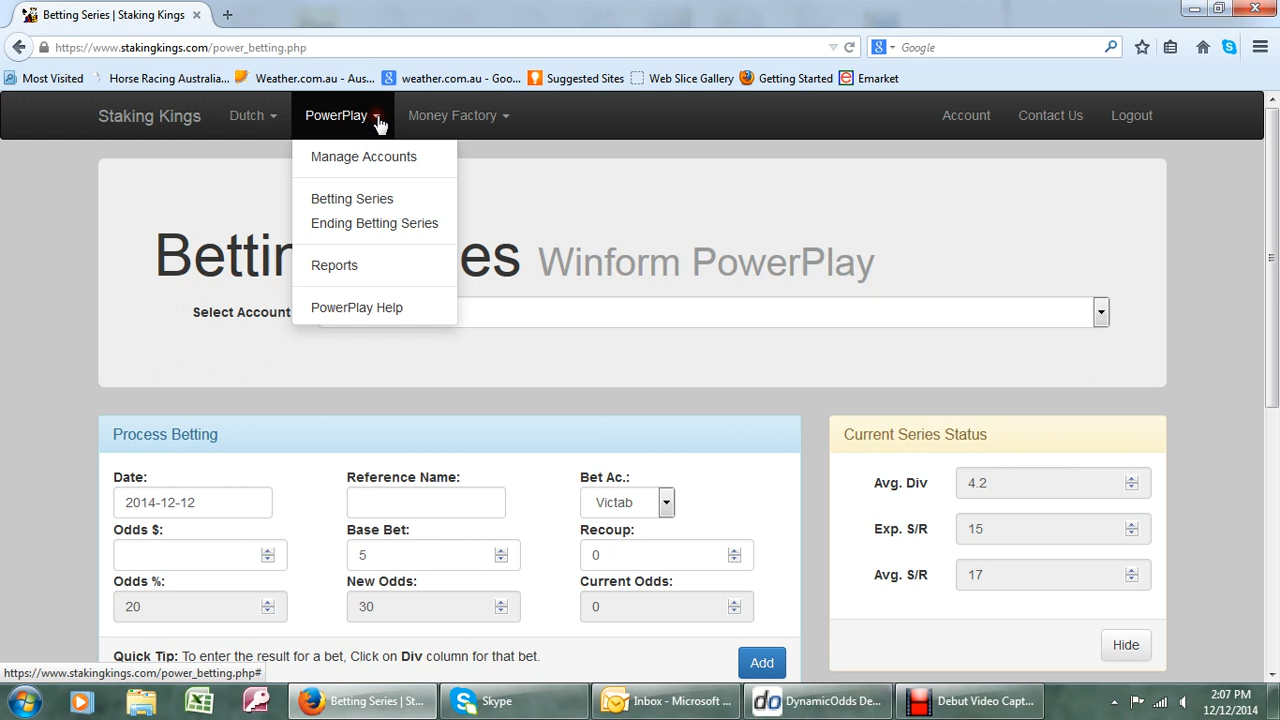 Betting Series | Staking Kings
https://www.stakingkings.com/power_betting.php
Google
Most Visited
Horse Racing Australia...
Weather.com.au - Aus...
weather.com.au - Goo...
Suggested Sites
Web Slice Gallery
Getting Started
Emarket
Staking Kings
Dutch
PowerPlay
Money Factory
Account
Contact Us
Logout
Manage Accounts
Betting Series
Ending Betting Series
Reports
PowerPlay Help
Bettin
es Winform PowerPlay
Select Account
Process Betting
Date:
Reference Name:
Bet Ac.:
2014-12-12
Victab
Odds $:
Base Bet:
Recoup:
5
0
Odds %:
New Odds:
Current Odds:
20
30
0
Quick Tip: To enter the result for a bet, Click on Div column for that bet.
Add
Current Series Status
Avg. Div
4.2
Exp. S/R
15
Avg. S/R
17
Hide
https://www.stakingkings.com/power_betting.php#
Betting Series | St...
Skype
Inbox - Microsoft ...
DynamicOdds De...
Debut Video Capt...
2:07 PM
12/12/2014